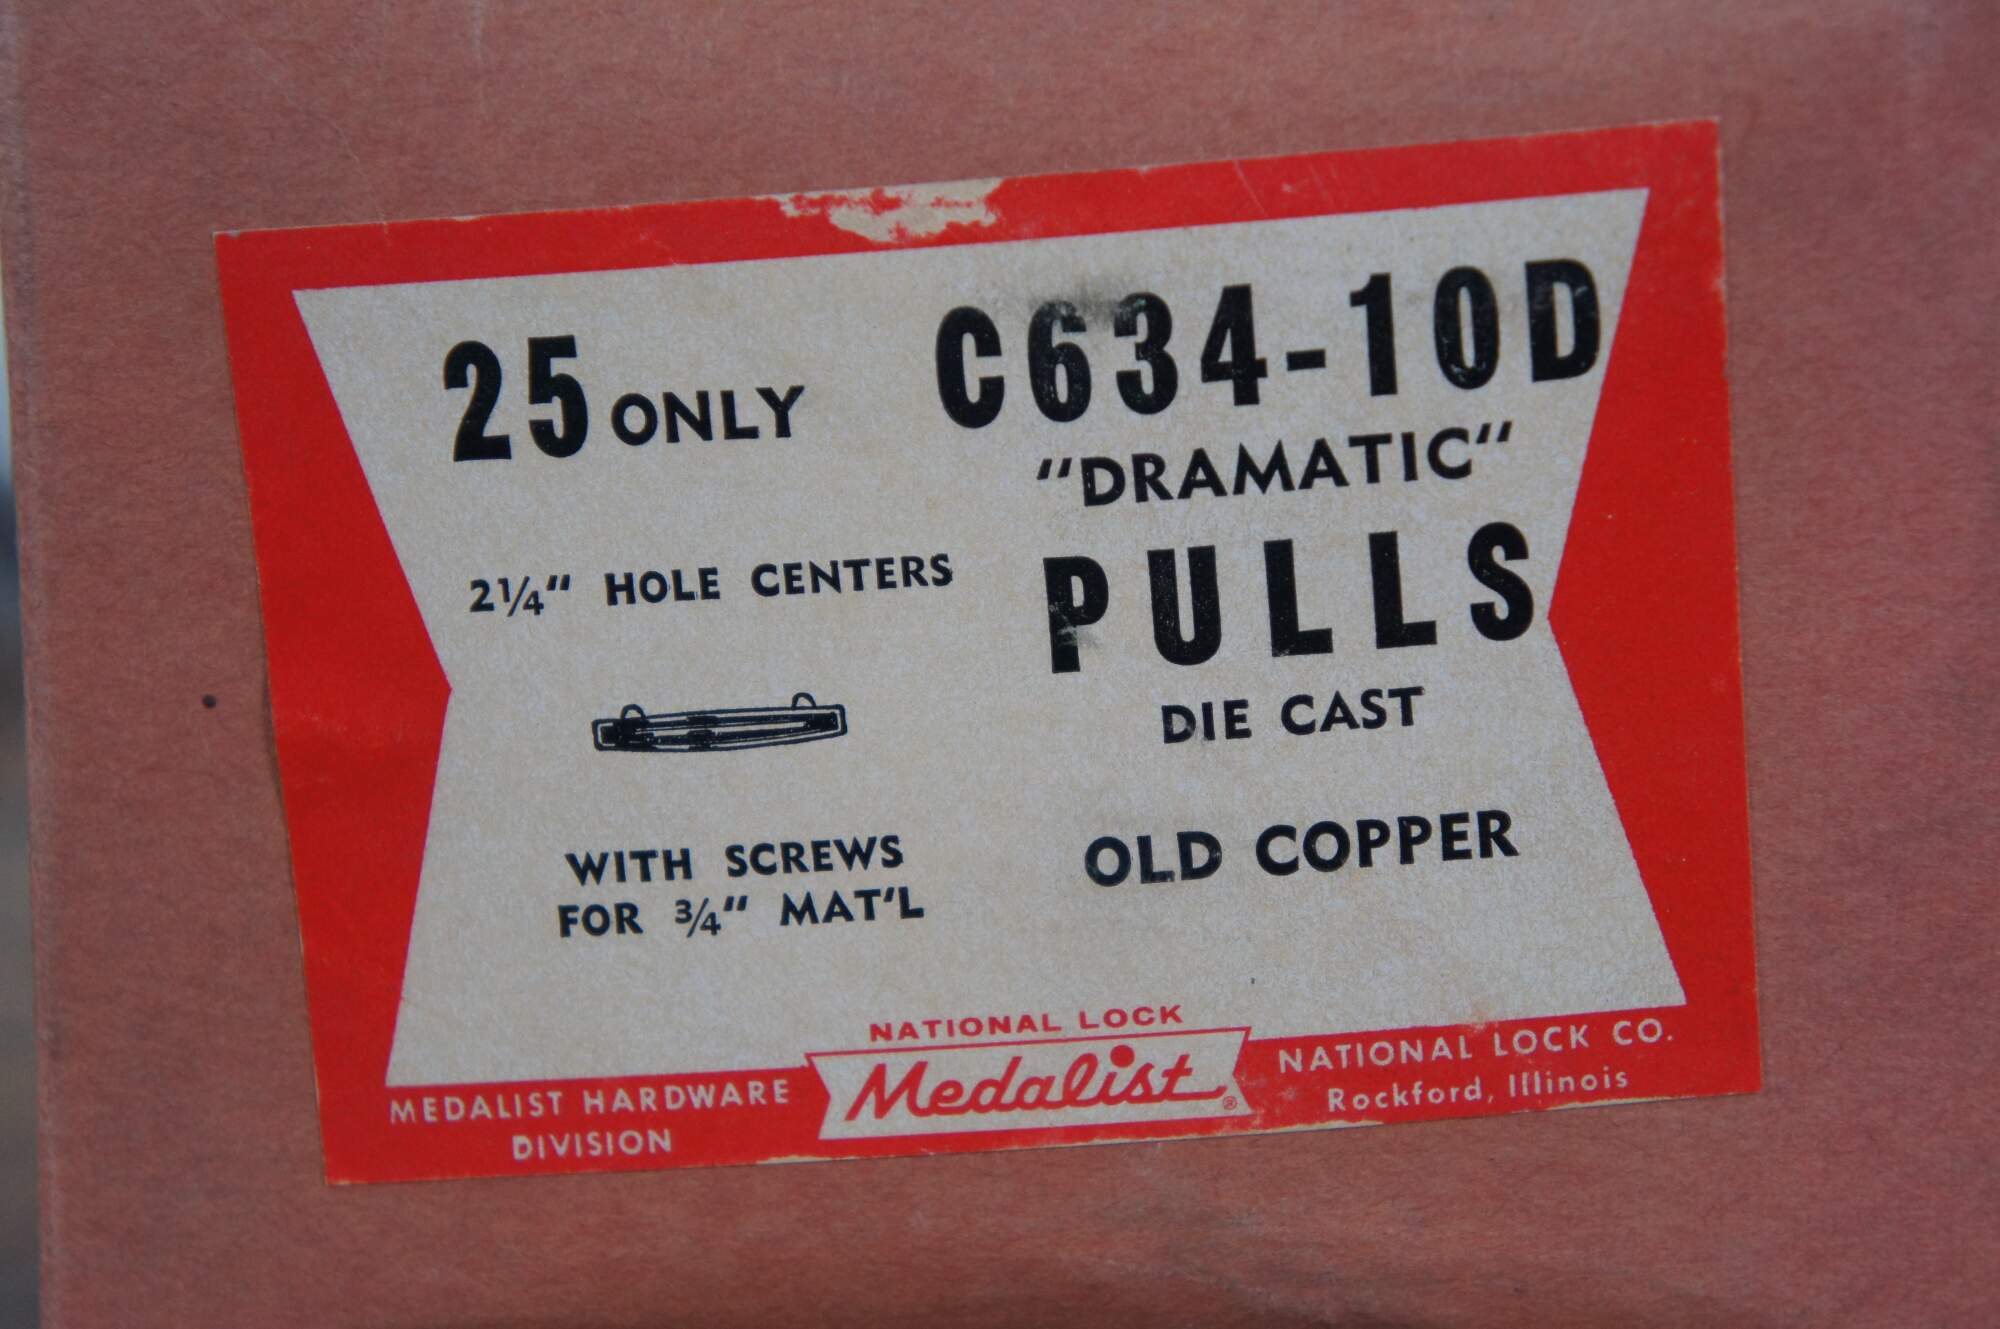 25 ONLY
C634-10D
"DRAMATIC"
2¼" HOLE CENTERS
PULLS
DIE CAST
WITH SCREWS
FOR ¾" MAT'L
OLD COPPER
NATIONAL LOCK
Medalist®
MEDALIST HARDWARE
DIVISION
NATIONAL LOCK CO.
Rockford, Illinois